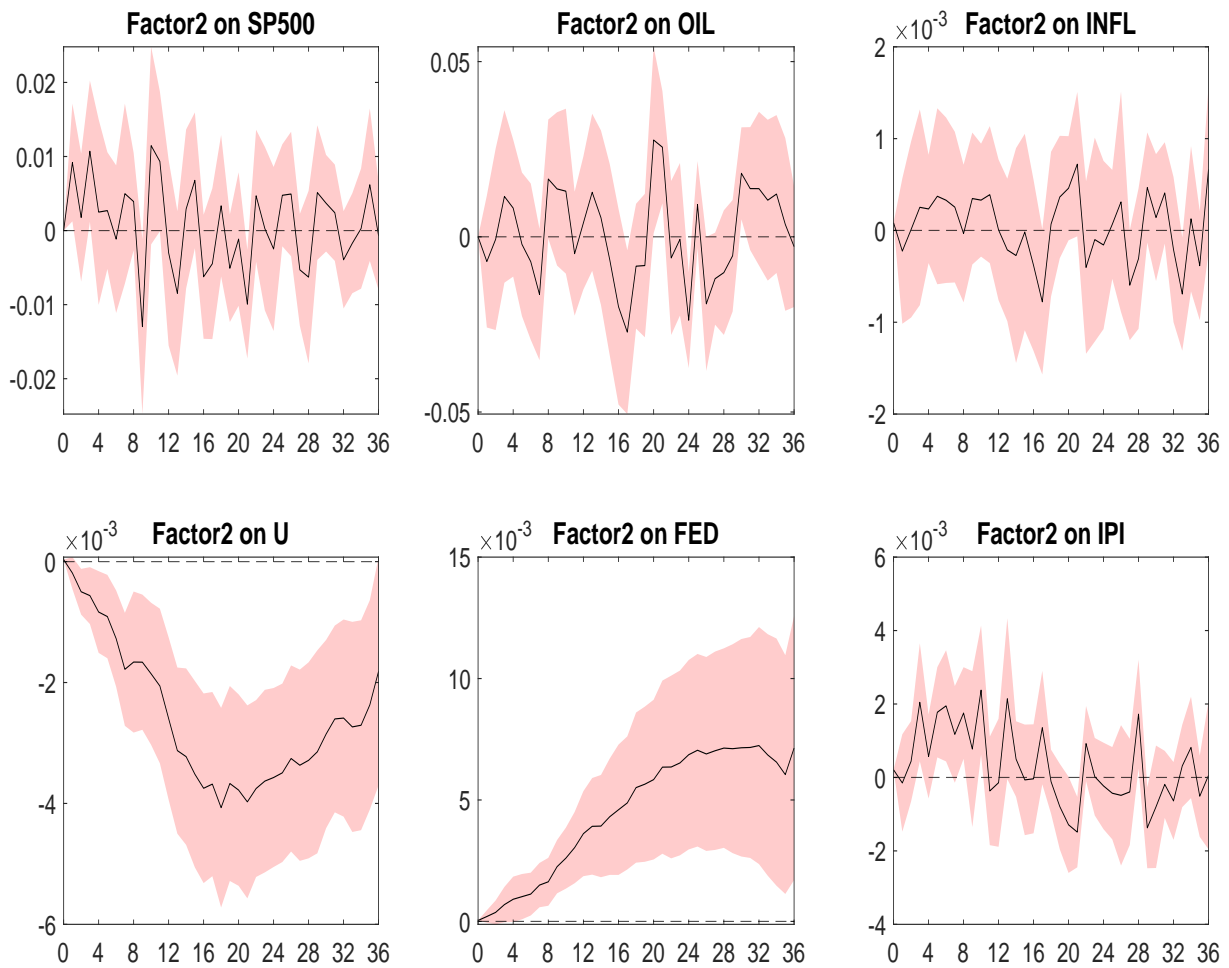 Factor2 on SP500
0.02
0.01
0
-0.01
-0.02
0 4 8 12 16 20 24 28 32 36
Factor2 on OIL
0.05
0
-0.05
0 4 8 12 16 20 24 28 32 36
×10-3 Factor2 on INFL
2
1
0
-1
-2
0 4 8 12 16 20 24 28 32 36
×10-3 Factor2 on U
0
-2
-4
-6
0 4 8 12 16 20 24 28 32 36
×10-3 Factor2 on FED
15
10
5
0
0 4 8 12 16 20 24 28 32 36
×10-3 Factor2 on IPI
6
4
2
0
-2
-4
0 4 8 12 16 20 24 28 32 36